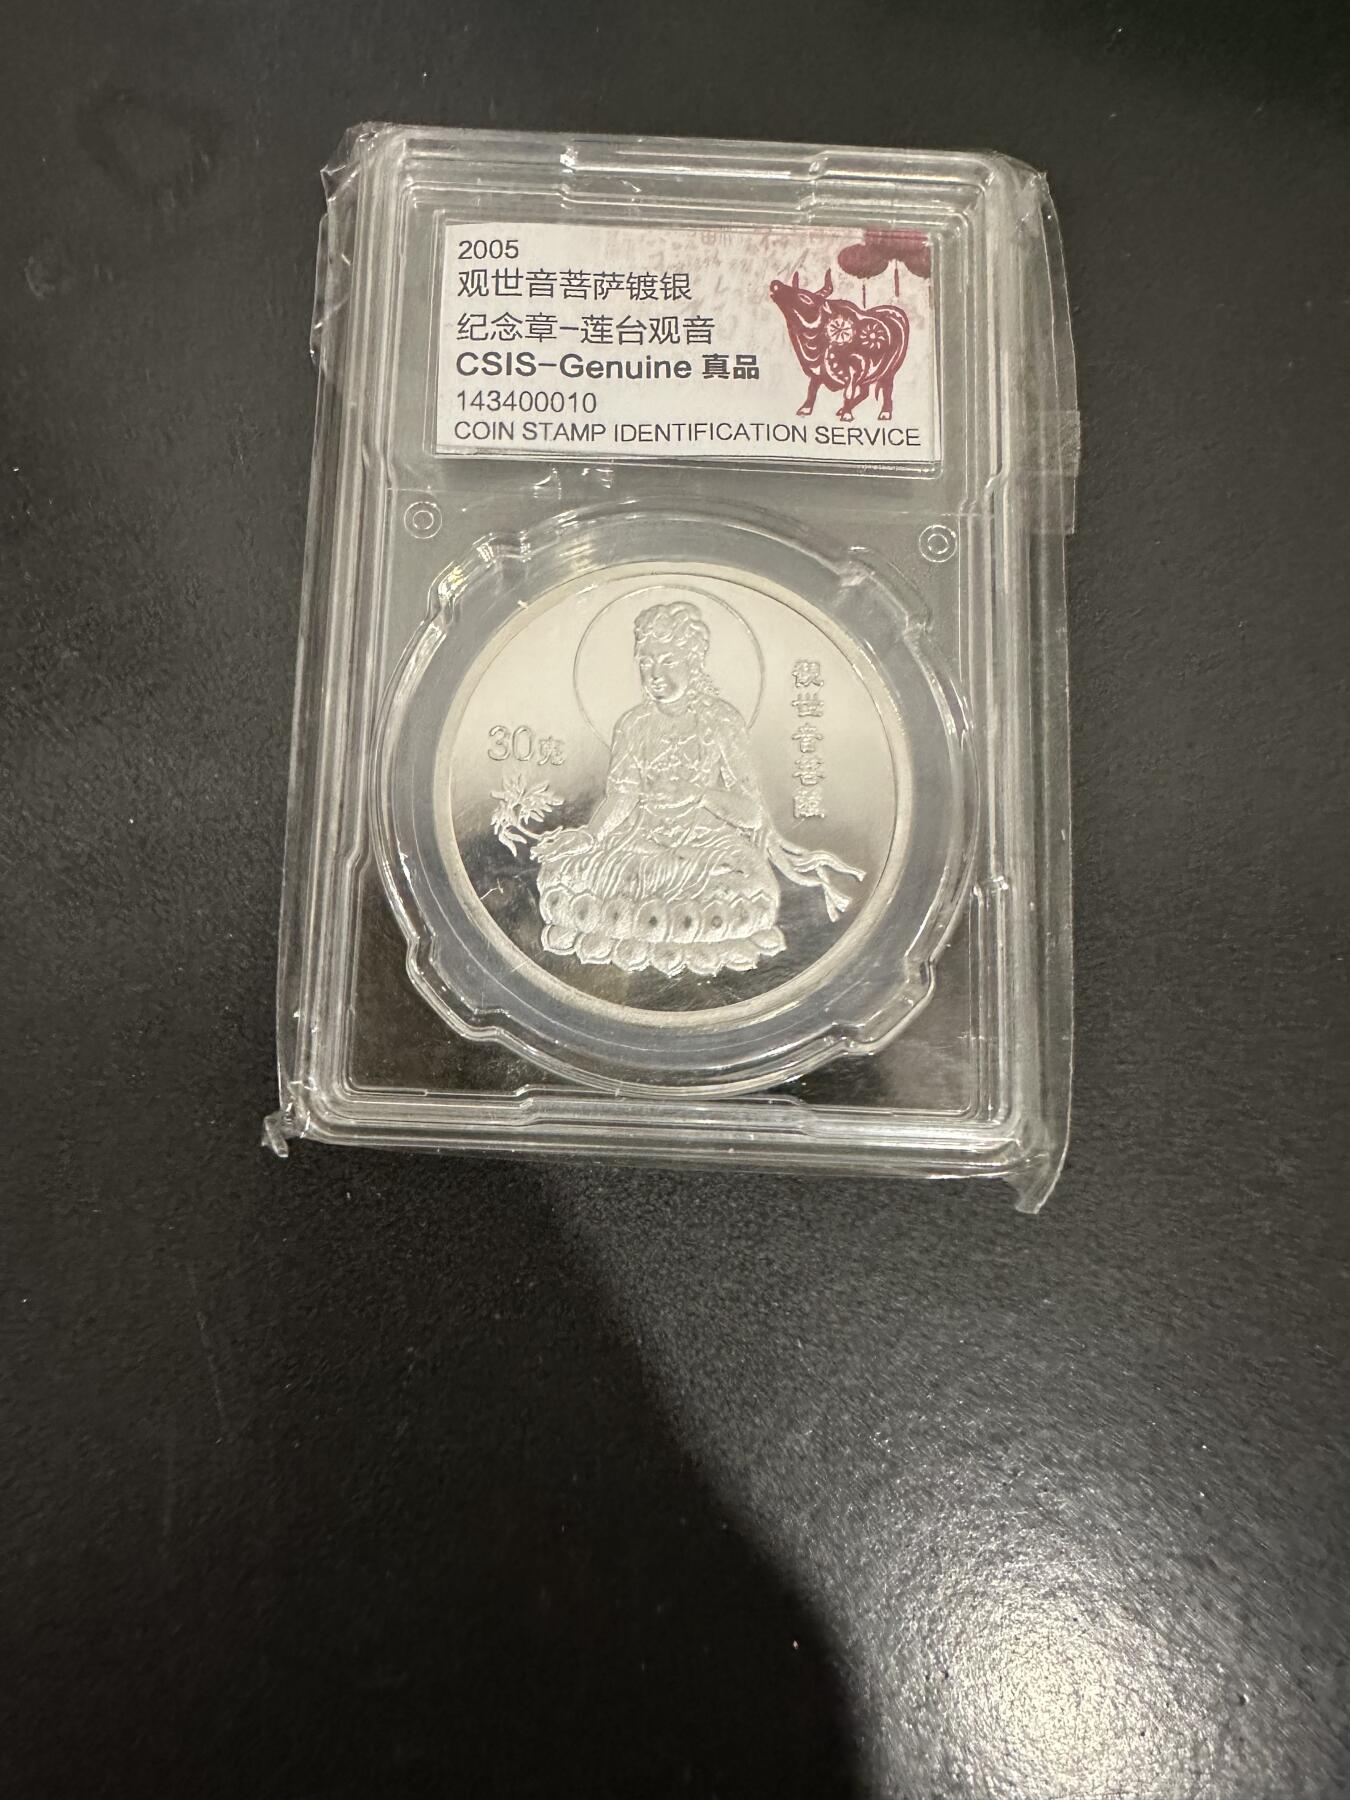 2005
观世音菩萨镀银
纪念章-莲台观音
CSIS-Genuine 真品
143400010
COIN STAMP IDENTIFICATION SERVICE
30克
觀世音菩薩